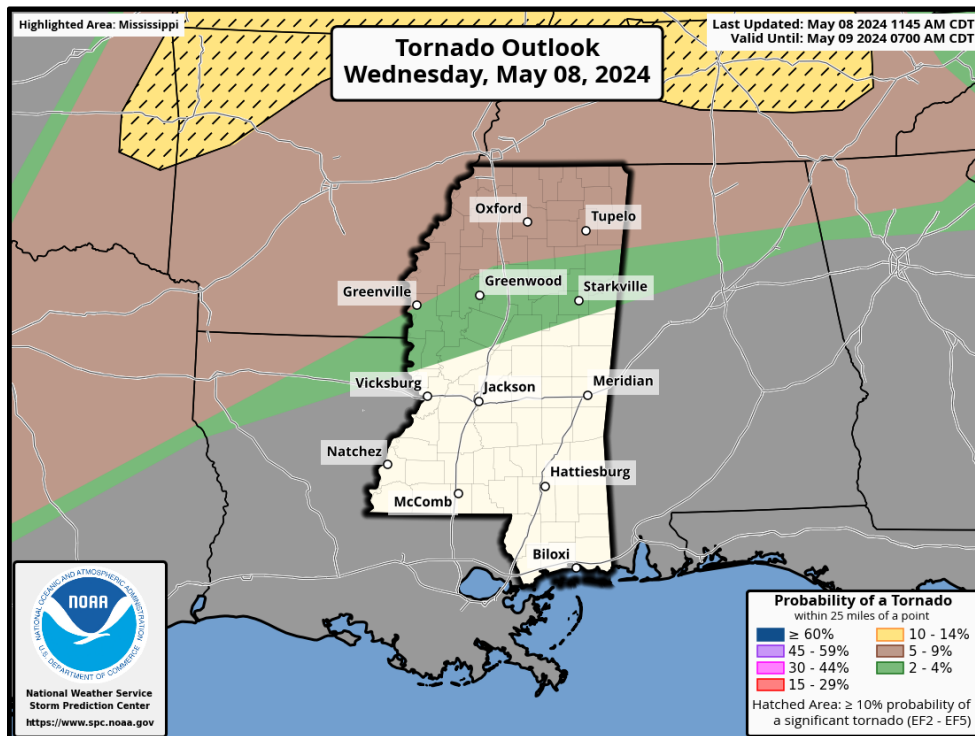 Highlighted Area: Mississippi
Last Updated: May 08 2024 1145 AM CDT
Valid Until: May 09 2024 0700 AM CDT
Tornado Outlook
Wednesday, May 08, 2024
Oxford
Tupelo
Greenville
Greenwood
Starkville
Vicksburg
Jackson
Meridian
Natchez
McComb
Hattiesburg
Biloxi
NATIONAL OCEANIC AND ATMOSPHERIC ADMINISTRATION
NOAA
U.S. DEPARTMENT OF COMMERCE
National Weather Service
Storm Prediction Center
https://www.spc.noaa.gov
Probability of a Tornado
within 25 miles of a point
≥ 60%
10 - 14%
45 - 59%
5 - 9%
30 - 44%
2 - 4%
15 - 29%
Hatched Area: ≥ 10% probability of
a significant tornado (EF2 - EF5)